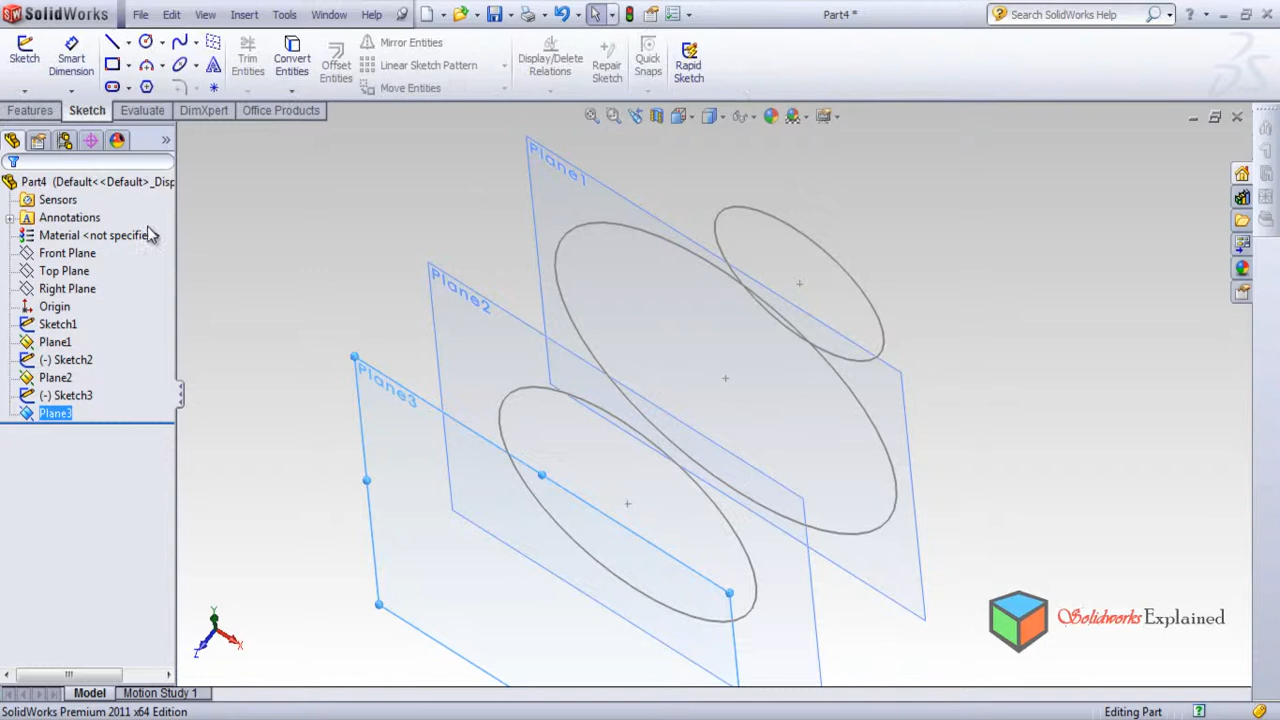 SolidWorks
File Edit View Insert Tools Window Help
Part4 *
Search SolidWorks Help
Sketch
Smart Dimension
Trim Entities
Convert Entities
Offset Entities
Mirror Entities
Linear Sketch Pattern
Move Entities
Display/Delete Relations
Repair Sketch
Quick Snaps
Rapid Sketch
Features Sketch Evaluate DimXpert Office Products
Part4 (Default<<Default>_Disp
Sensors
Annotations
Material <not specifie
Front Plane
Top Plane
Right Plane
Origin
Sketch1
Plane1
(-) Sketch2
Plane2
(-) Sketch3
Plane3
Plane1
Plane2
Plane3
Y
X
Z
Solidworks Explained
Model Motion Study 1
SolidWorks Premium 2011 x64 Edition
Editing Part